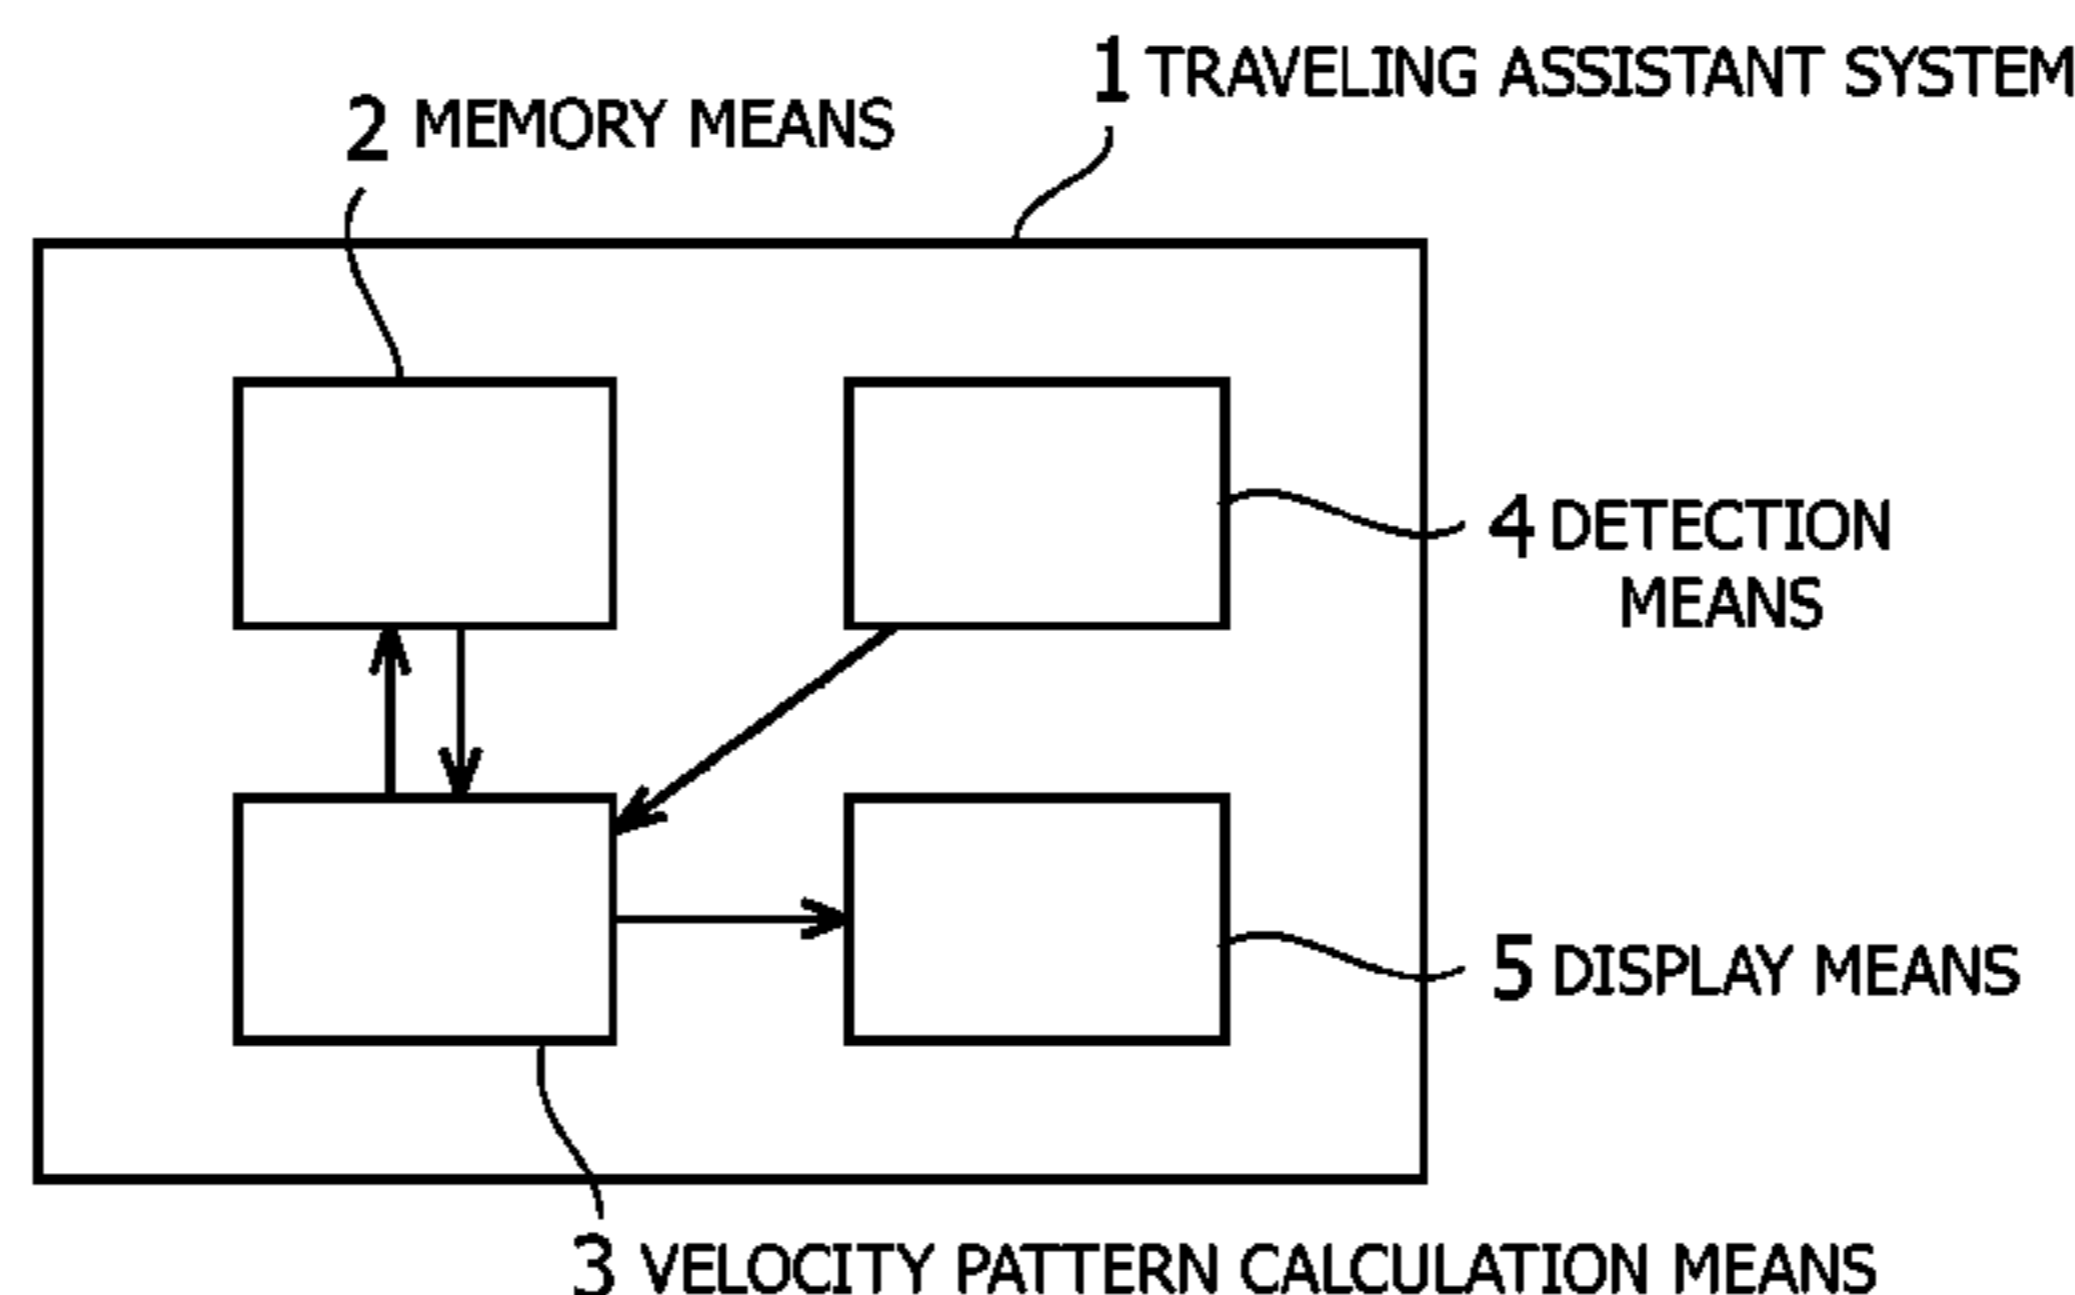 1 TRAVELING ASSISTANT SYSTEM
2 MEMORY MEANS
4 DETECTION
MEANS
5 DISPLAY MEANS
3 VELOCITY PATTERN CALCULATION MEANS